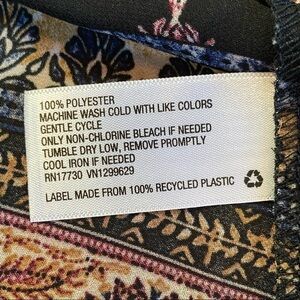 100% POLYESTER
MACHINE WASH COLD WITH LIKE COLORS
GENTLE CYCLE
ONLY NON-CHLORINE BLEACH IF NEEDED
TUMBLE DRY LOW, REMOVE PROMPTLY
COOL IRON IF NEEDED
RN17730 VN1299629
LABEL MADE FROM 100% RECYCLED PLASTIC